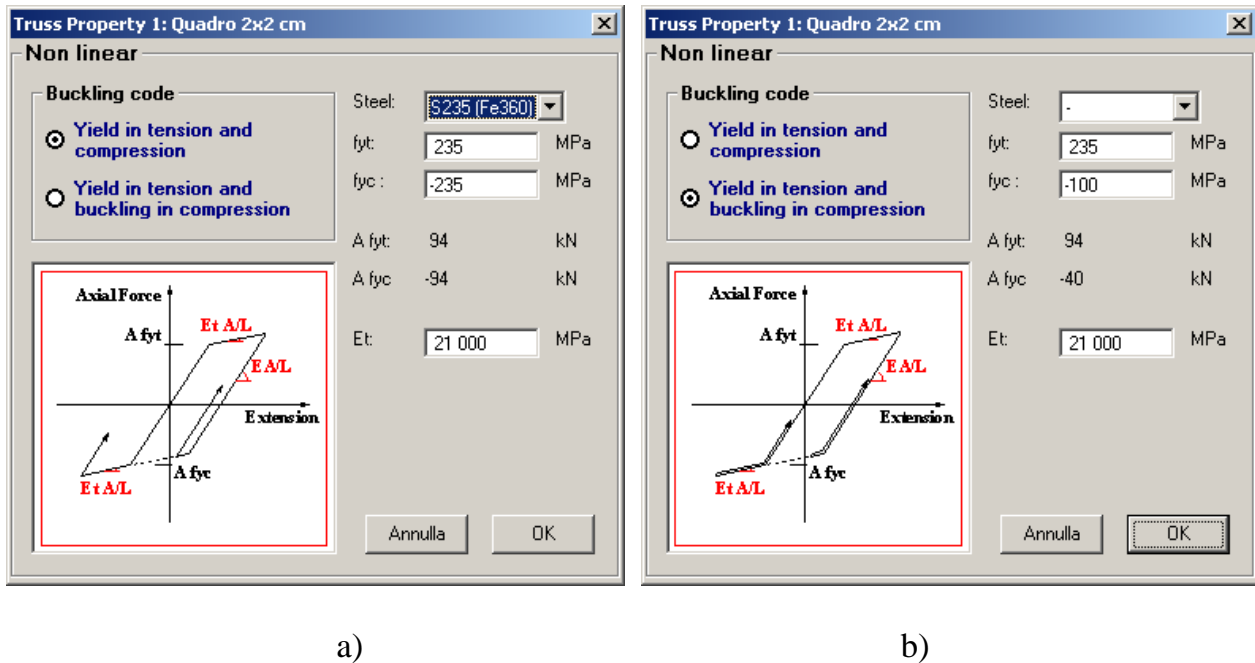 Truss Property 1: Quadro 2x2 cm
Non linear
Buckling code
Yield in tension and
compression
Yield in tension and
buckling in compression
Steel: S235 (Fe360)
fyt: 235 MPa
fyc : -235 MPa
A fyt: 94 kN
A fyc -94 kN
Et: 21 000 MPa
Axial Force
A fyt
Et A/L
E A/L
Extension
A fyc
Et A/L
Annulla
OK
a)
Truss Property 1: Quadro 2x2 cm
Non linear
Buckling code
Yield in tension and
compression
Yield in tension and
buckling in compression
Steel: -
fyt: 235 MPa
fyc : -100 MPa
A fyt: 94 kN
A fyc -40 kN
Et: 21 000 MPa
Axial Force
A fyt
Et A/L
E A/L
Extension
A fyc
Et A/L
Annulla
OK
b)